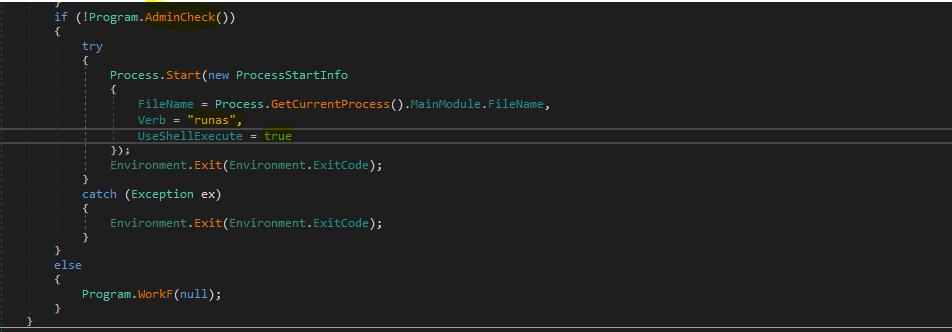 }
if (!Program.AdminCheck())
{
try
{
Process.Start(new ProcessStartInfo
{
FileName = Process.GetCurrentProcess().MainModule.FileName,
Verb = "runas",
UseShellExecute = true
});
Environment.Exit(Environment.ExitCode);
}
catch (Exception ex)
{
Environment.Exit(Environment.ExitCode);
}
}
else
{
Program.WorkF(null);
}
}